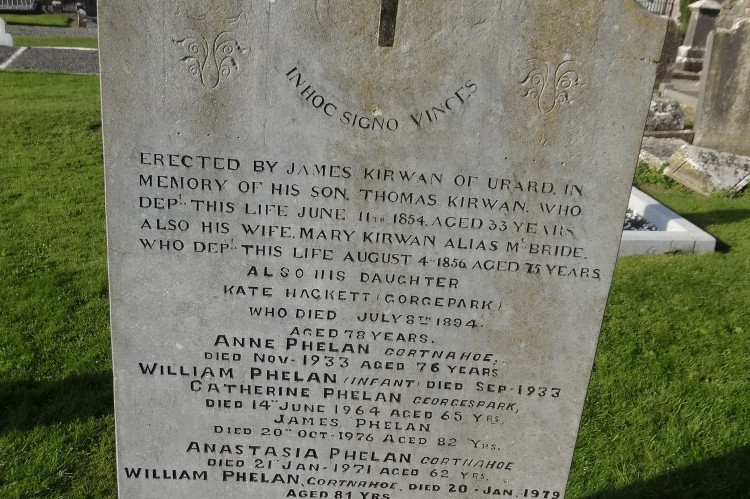 IN HOC SIGNO VINCES
ERECTED BY JAMES KIRWAN OF URARD, IN
MEMORY OF HIS SON, THOMAS KIRWAN, WHO
DEPT. THIS LIFE JUNE 11TH 1854, AGED 33 YEARS
ALSO HIS WIFE, MARY KIRWAN ALIAS McBRIDE,
WHO DEPT. THIS LIFE AUGUST 4TH 1856, AGED 75 YEARS,
ALSO HIS DAUGHTER
KATE HACKETT (GORGEPARK)
WHO DIED JULY 8TH 1894.
AGED 78 YEARS.
ANNE PHELAN CORTNAHOE,
DIED NOV- 1933 AGED 76 YEARS
WILLIAM PHELAN (INFANT) DIED SEP- 1933
CATHERINE PHELAN GEORGESPARK,
DIED 14TH JUNE 1964 AGED 65 YRS.
JAMES PHELAN
DIED 20TH OCT- 1976 AGED 82 YRS.
ANASTASIA PHELAN CORTNAHOE
DIED 21ST JAN- 1971 AGED 62 YRS.
WILLIAM PHELAN, CORTNAHOE, DIED 20- JAN. 1979
AGED 81 YRS.